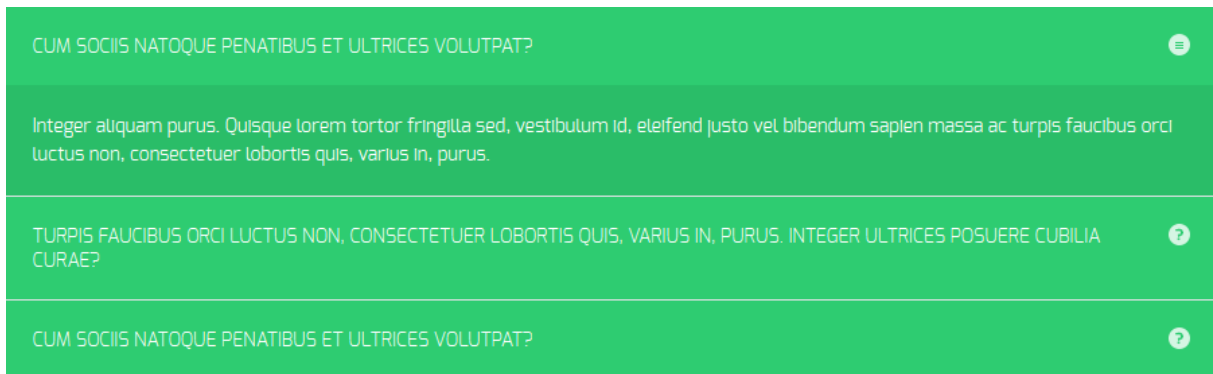 CUM SOCIIS NATOQUE PENATIBUS ET ULTRICES VOLUTPAT?
Integer aliquam purus. Quisque lorem tortor fringilla sed, vestibulum id, eleifend justo vel bibendum sapien massa ac turpis faucibus orci
luctus non, consectetuer lobortis quis, varius in, purus.
TURPIS FAUCIBUS ORCI LUCTUS NON, CONSECTETUER LOBORTIS QUIS, VARIUS IN, PURUS. INTEGER ULTRICES POSUERE CUBILIA
CURAE?
CUM SOCIIS NATOQUE PENATIBUS ET ULTRICES VOLUTPAT?